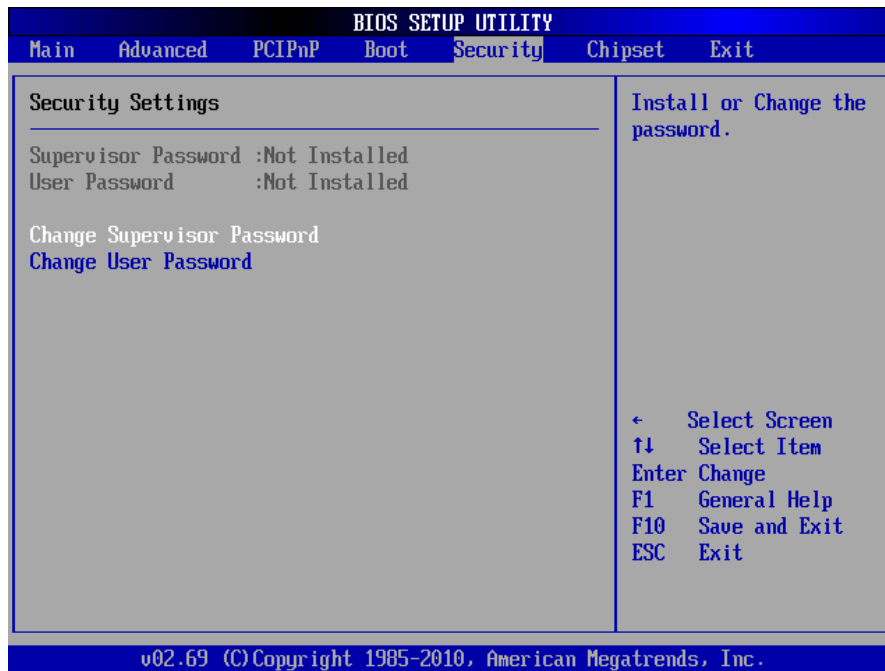 BIOS SETUP UTILITY
Main Advanced PCIPnP Boot Security Chipset Exit
Security Settings
Supervisor Password :Not Installed
User Password :Not Installed
Change Supervisor Password
Change User Password
Install or Change the
password.
← Select Screen
↑↓ Select Item
Enter Change
F1 General Help
F10 Save and Exit
ESC Exit
v02.69 (C)Copyright 1985-2010, American Megatrends, Inc.